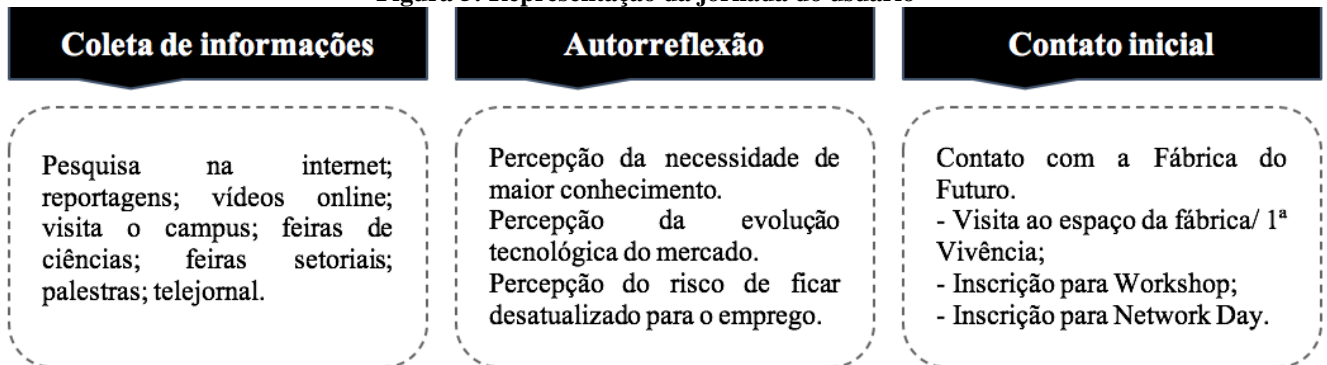 Coleta de informações
Pesquisa na internet;
reportagens; vídeos online;
visita o campus; feiras de
ciências; feiras setoriais;
palestras; telejornal.
Autorreflexão
Percepção da necessidade de
maior conhecimento.
Percepção da evolução
tecnológica do mercado.
Percepção do risco de ficar
desatualizado para o emprego.
Contato inicial
Contato com a Fábrica do
Futuro.
- Visita ao espaço da fábrica/ 1ª
Vivência;
- Inscrição para Workshop;
- Inscrição para Network Day.